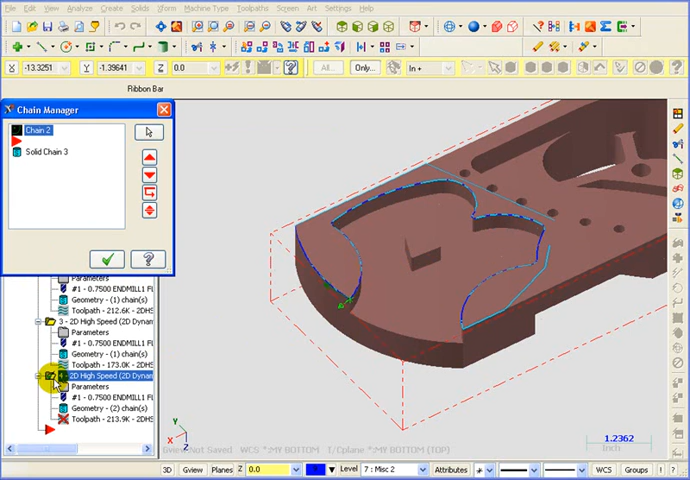 File Edit View Analyze Create Solids Xform Machine Type Toolpaths Screen Art Settings Help
X -13.3251 Y -1.39641 Z 0.0 All... Only... In +
Ribbon Bar
Chain Manager
Chain 2
Solid Chain 3
Parameters
#1 - 0.7500 ENDMILL1 FL
Geometry - (1) chain(s)
Toolpath - 212.6K - 2DHS
3 - 2D High Speed (2D Dynam
Parameters
#1 - 0.7500 ENDMILL1 FL
Geometry - (1) chain(s)
Toolpath - 173.0K - 2DHS
4 - 2D High Speed (2D Dynam
Parameters
#1 - 0.7500 ENDMILL1 FL
Geometry - (2) chain(s)
Toolpath - 213.9K - 2DHS
Y
X
Z
1.2362
Inch
Gview:Not Saved WCS *:MY BOTTOM T/Cplane *:MY BOTTOM (TOP)
3D Gview Planes Z 0.0 8 Level 7 : Misc 2 Attributes WCS Groups